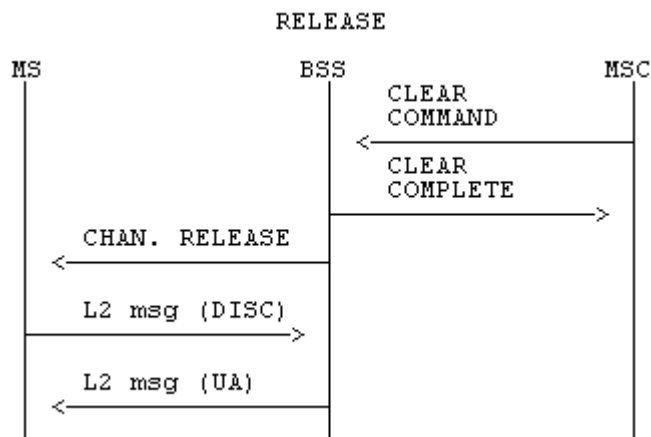 RELEASE
MS BSS MSC
CLEAR
COMMAND
CLEAR
COMPLETE
CHAN. RELEASE
L2 msg (DISC)
L2 msg (UA)